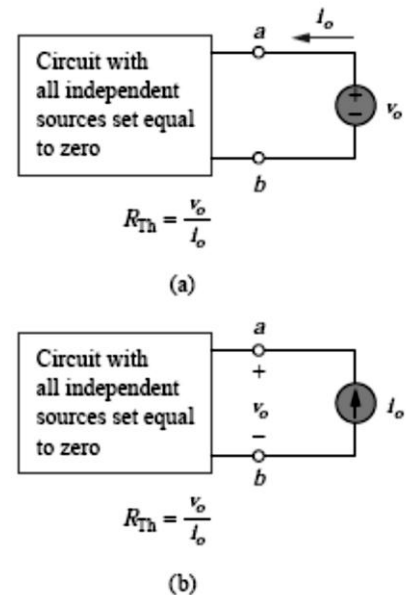 i_o
a
Circuit with
all independent
sources set equal
to zero
+
−
v_o
b
R_Th = v_o / i_o
(a)
a
Circuit with
all independent
sources set equal
to zero
+
v_o
−
i_o
b
R_Th = v_o / i_o
(b)